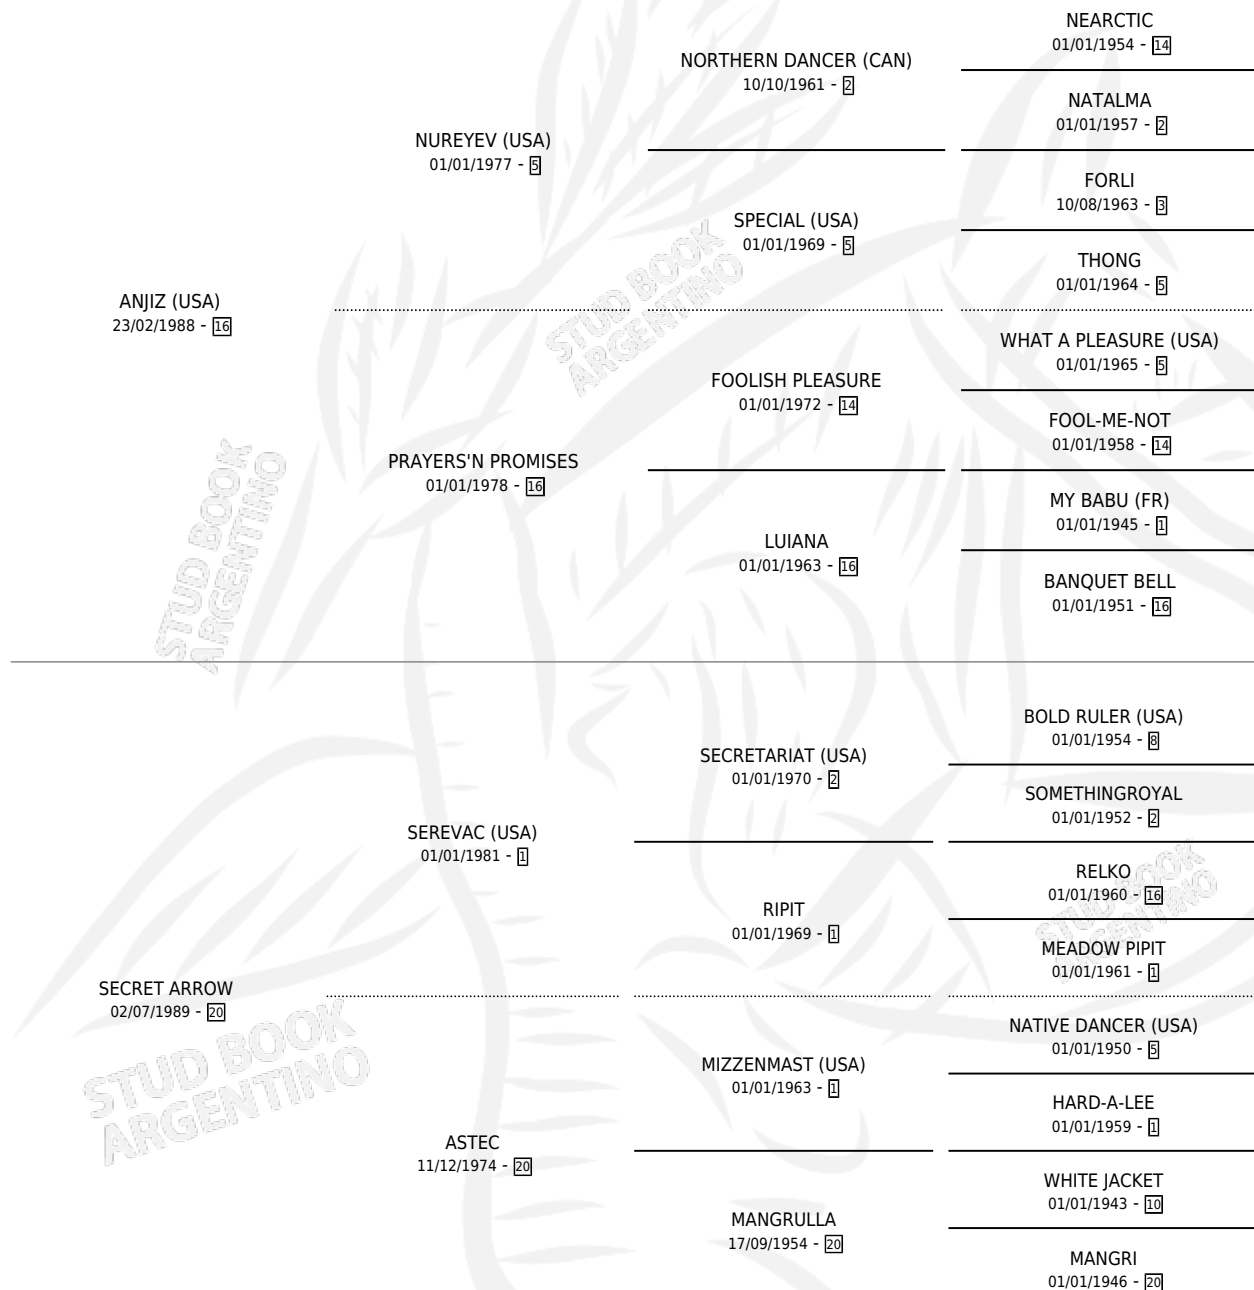 NEARCTIC
01/01/1954 - 14
NORTHERN DANCER (CAN)
10/10/1961 - 2
NATALMA
01/01/1957 - 2
NUREYEV (USA)
01/01/1977 - 5
FORLI
10/08/1963 - 3
SPECIAL (USA)
01/01/1969 - 5
THONG
01/01/1964 - 5
ANJIZ (USA)
23/02/1988 - 16
WHAT A PLEASURE (USA)
01/01/1965 - 5
FOOLISH PLEASURE
01/01/1972 - 14
FOOL-ME-NOT
01/01/1958 - 14
PRAYERS'N PROMISES
01/01/1978 - 16
MY BABU (FR)
01/01/1945 - 1
LUIANA
01/01/1963 - 16
BANQUET BELL
01/01/1951 - 16
BOLD RULER (USA)
01/01/1954 - 8
SECRETARIAT (USA)
01/01/1970 - 2
SOMETHINGROYAL
01/01/1952 - 2
SEREVAC (USA)
01/01/1981 - 1
RELKO
01/01/1960 - 16
RIPIT
01/01/1969 - 1
MEADOW PIPIT
01/01/1961 - 1
SECRET ARROW
02/07/1989 - 20
NATIVE DANCER (USA)
01/01/1950 - 5
MIZZENMAST (USA)
01/01/1963 - 1
HARD-A-LEE
01/01/1959 - 1
ASTEC
11/12/1974 - 20
WHITE JACKET
01/01/1943 - 10
MANGRULLA
17/09/1954 - 20
MANGRI
01/01/1946 - 20
STUD BOOK
ARGENTINO
STUD BOOK
ARGENTINO
STUD BOOK
ARGENTINO
STUD BOOK
ARGENTINO